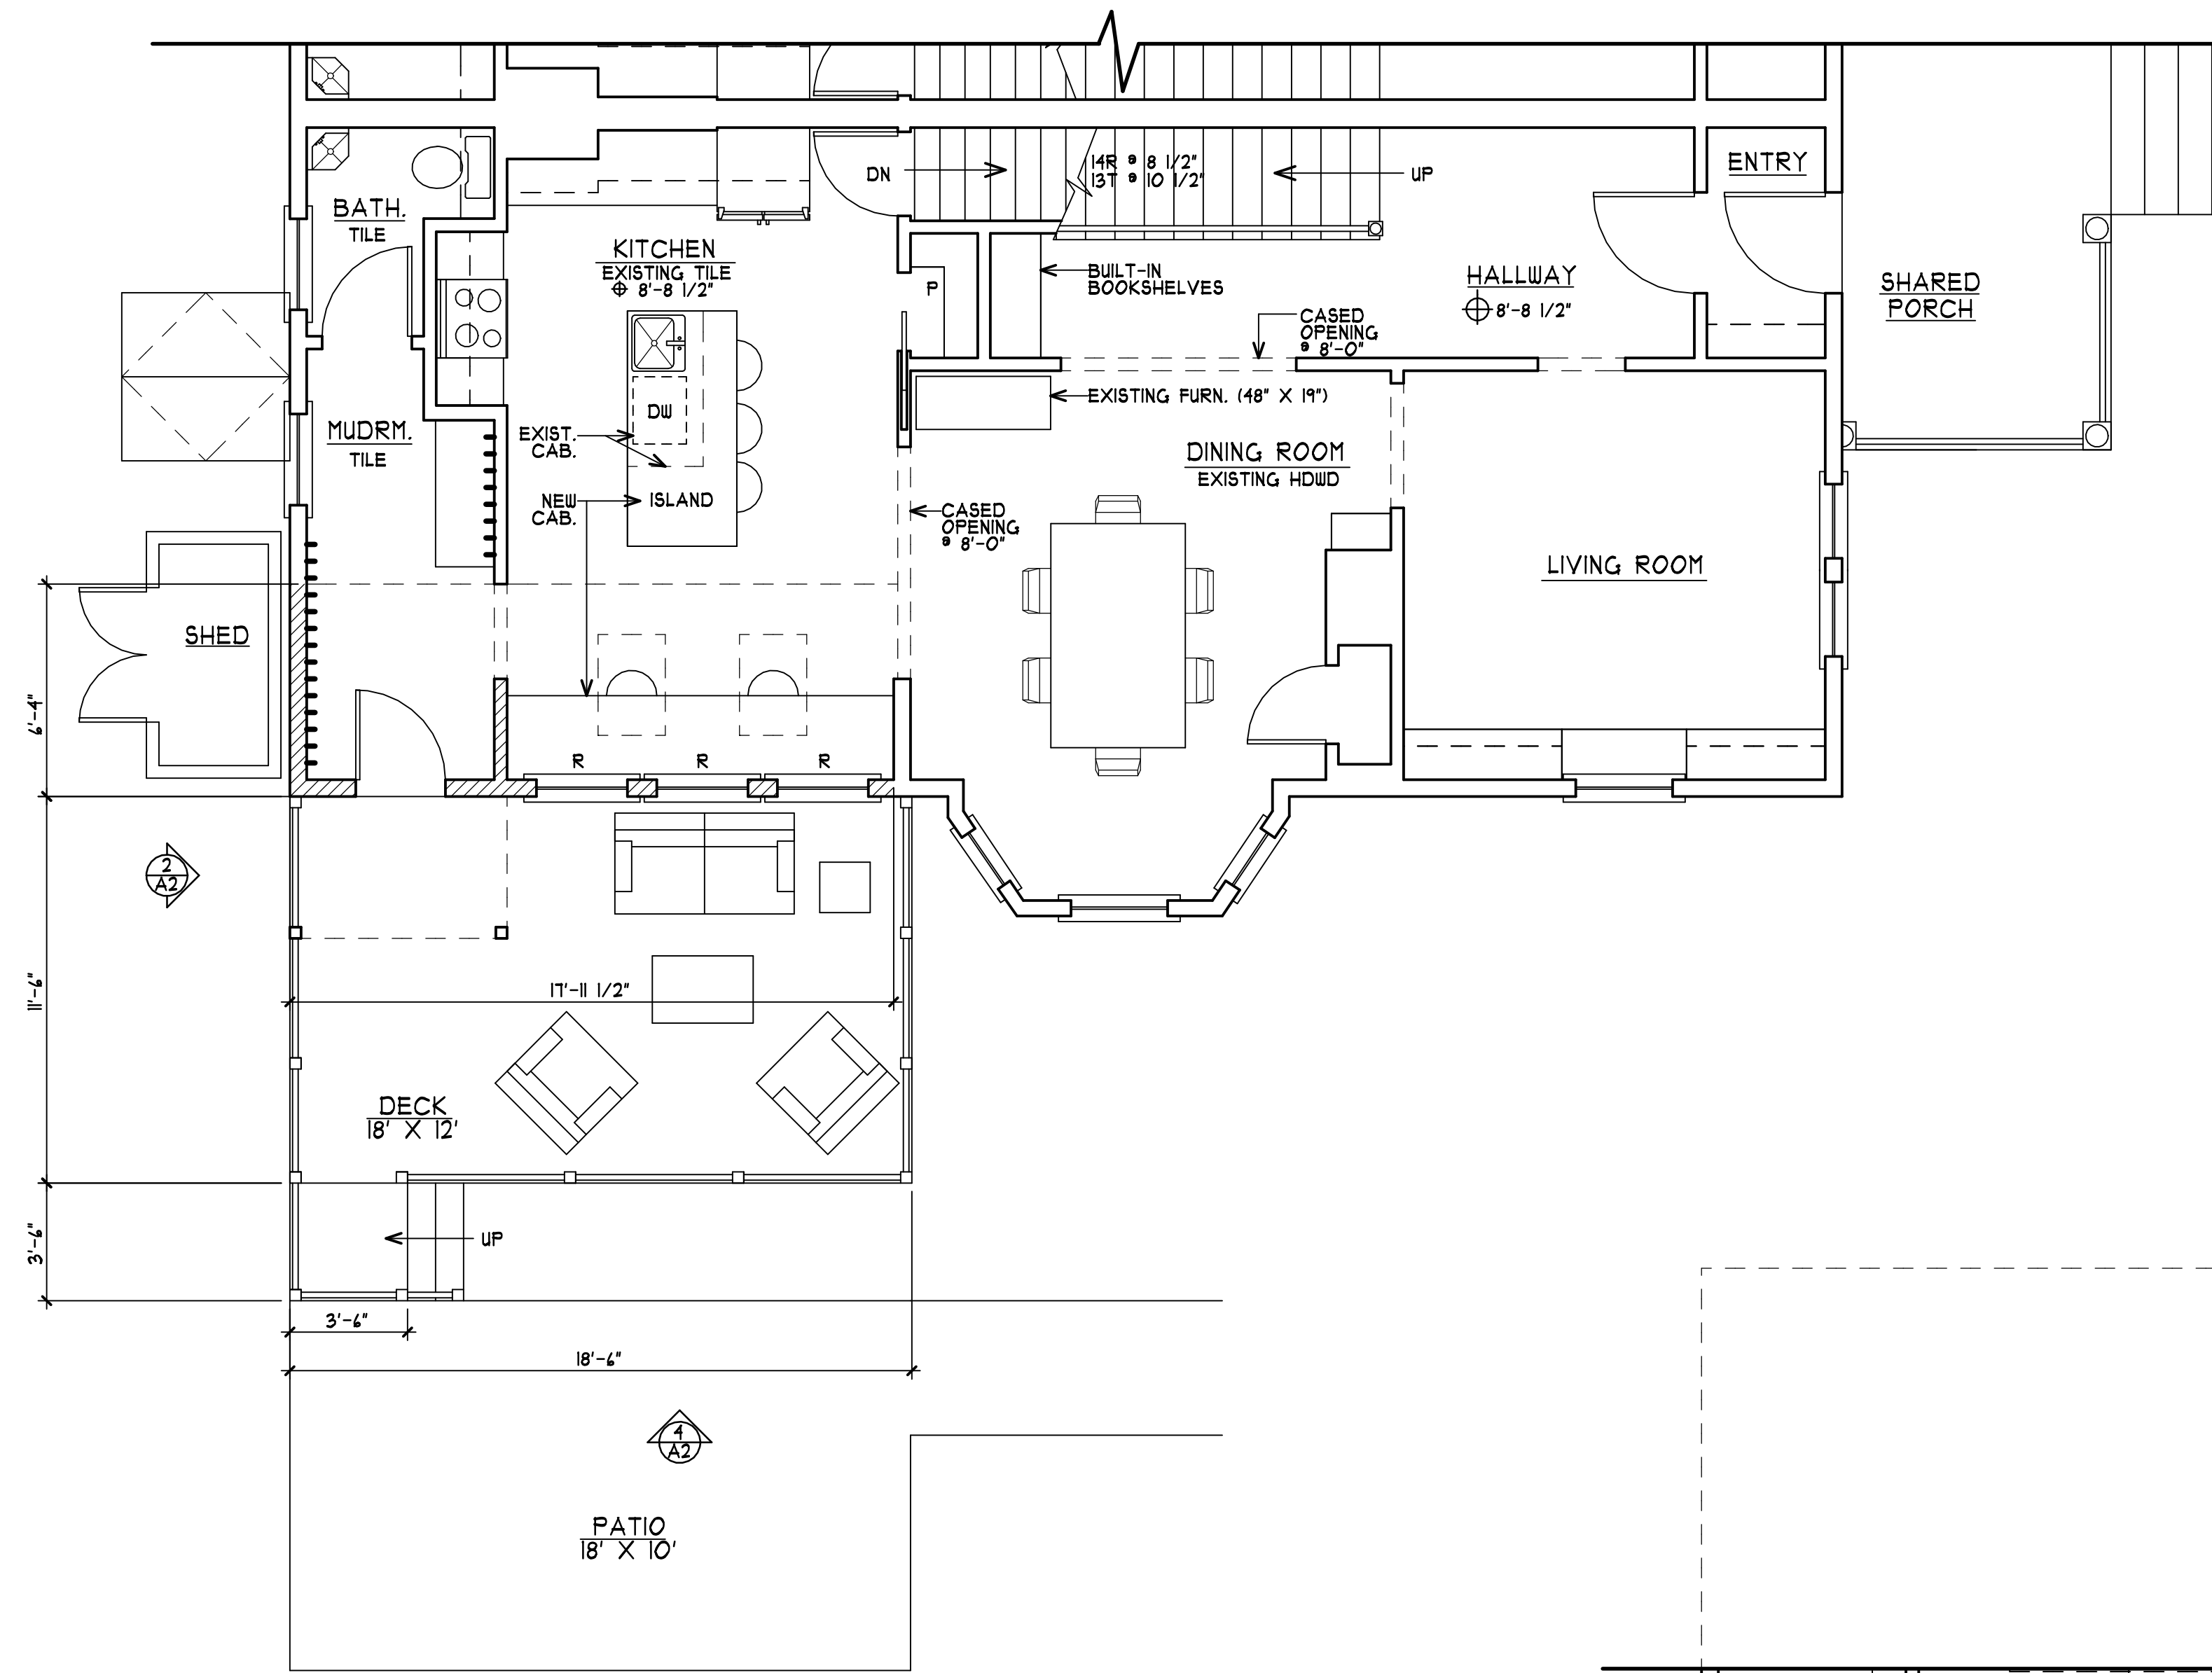 ENTRY
14R @ 8 1/2"
13T @ 10 1/2"
DN
UP
BATH.
TILE
KITCHEN
EXISTING TILE
8'-8 1/2"
BUILT-IN
BOOKSHELVES
P
HALLWAY
8'-8 1/2"
SHARED
PORCH
CASED
OPENING
@ 8'-0"
EXISTING FURN. (48" X 19")
DW
MUDRM.
TILE
EXIST.
CAB.
DINING ROOM
EXISTING HDWD
NEW
CAB.
ISLAND
CASED
OPENING
@ 8'-0"
LIVING ROOM
SHED
6'-4"
R
R
R
2
A2
11'-6"
17'-11 1/2"
DECK
18' X 12'
3'-6"
UP
3'-6"
18'-6"
4
A2
PATIO
18' X 10'